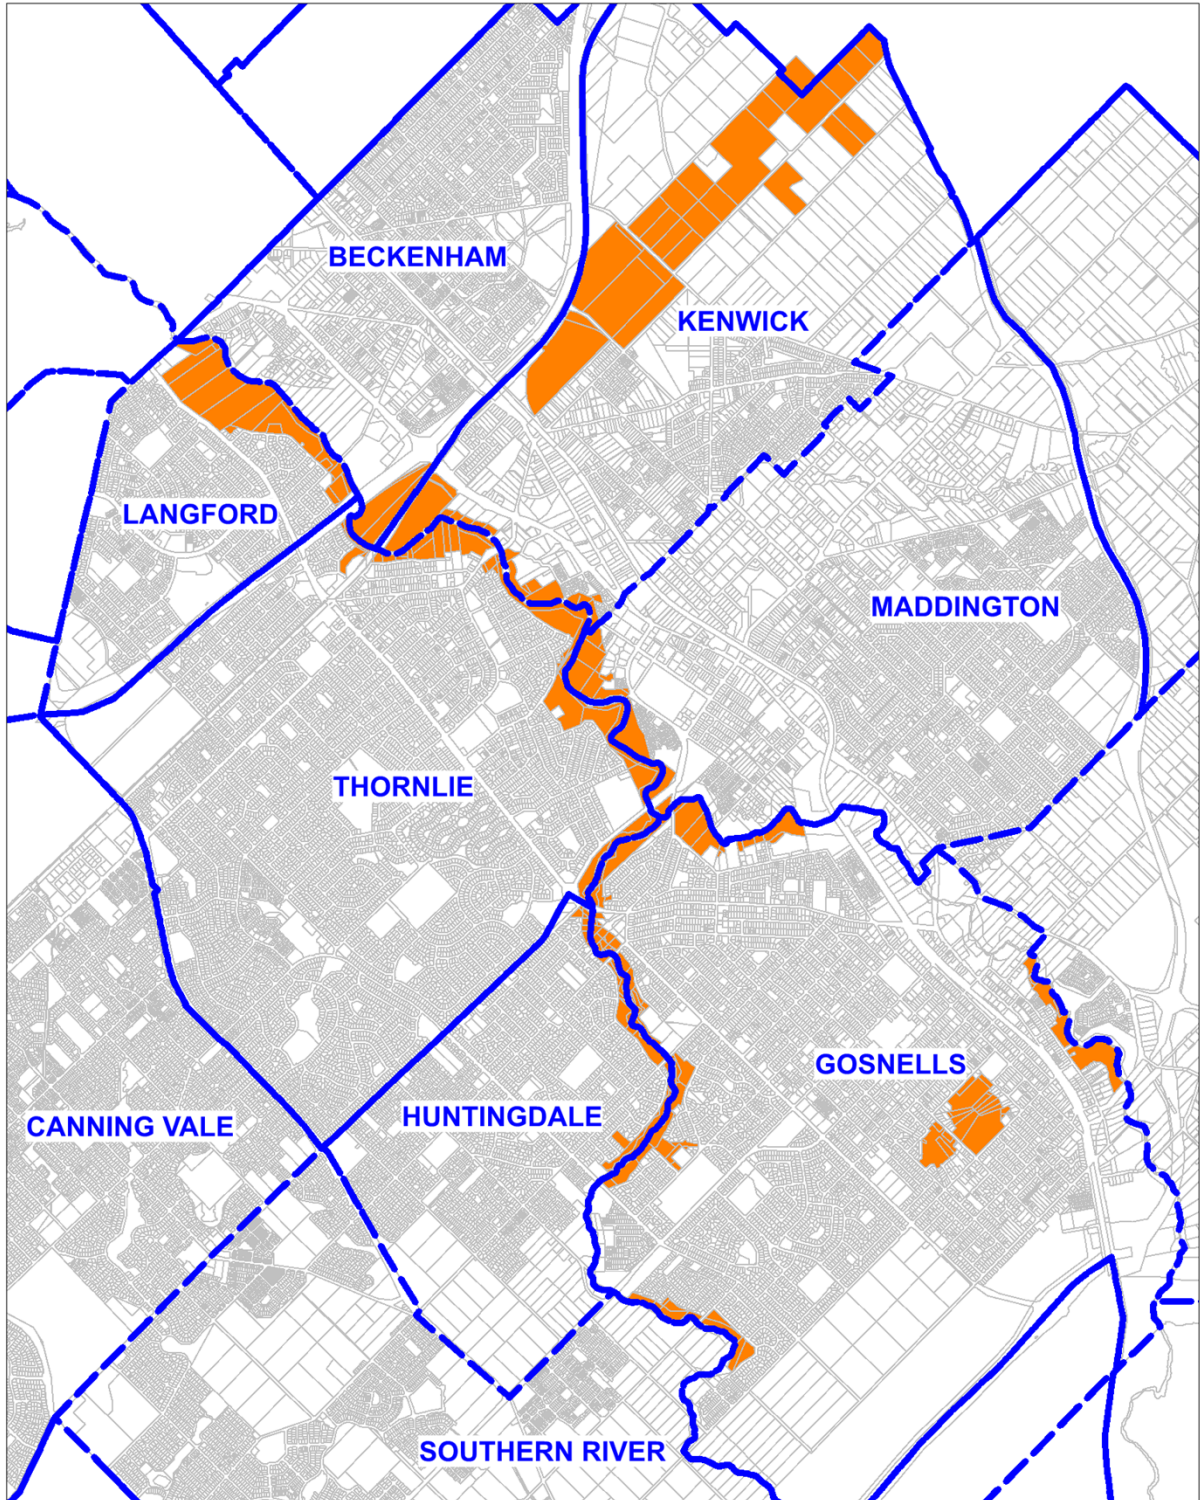 BECKENHAM
KENWICK
LANGFORD
MADDINGTON
THORNLIE
GOSNELLS
HUNTINGDALE
CANNING VALE
SOUTHERN RIVER